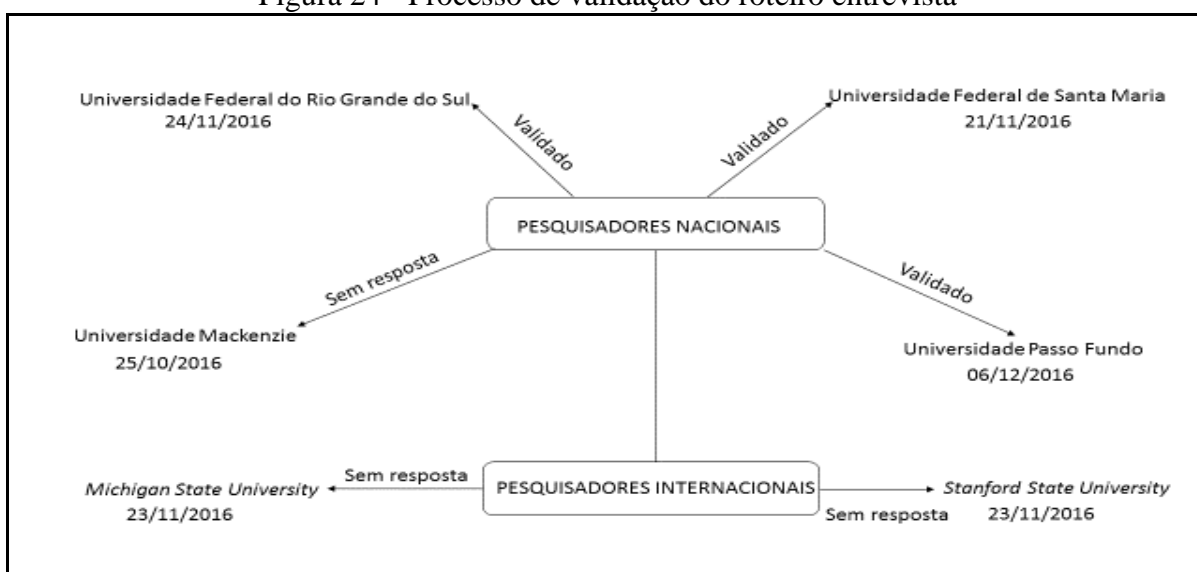 Figura 24 - Processo de validação do roteiro entrevista
Universidade Federal do Rio Grande do Sul
24/11/2016
Validado
Universidade Federal de Santa Maria
21/11/2016
Validado
PESQUISADORES NACIONAIS
Sem resposta
Universidade Mackenzie
25/10/2016
Validado
Universidade Passo Fundo
06/12/2016
Michigan State University
23/11/2016
Sem resposta
PESQUISADORES INTERNACIONAIS
Sem resposta
Stanford State University
23/11/2016